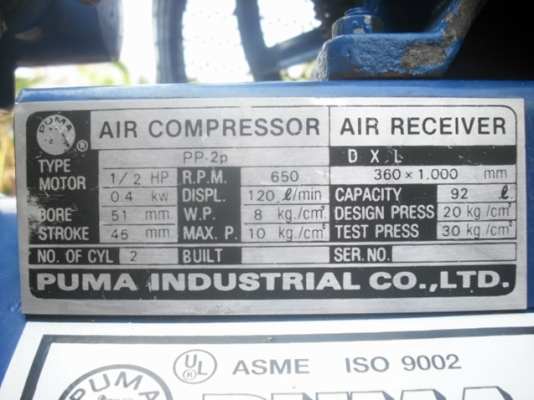 PUMA ® AIR COMPRESSOR AIR RECEIVER
TYPE PP-2p D X L
MOTOR 1/2 HP R.P.M. 650 360×1.000 mm
0.4 kw DISPL. 120 ℓ/min CAPACITY 92 ℓ
BORE 51 mm W.P. 8 kg/cm² DESIGN PRESS 20 kg/cm²
STROKE 45 mm MAX. P. 10 kg/cm² TEST PRESS 30 kg/cm²
NO. OF CYL 2 BUILT SER. NO.
PUMA INDUSTRIAL CO.,LTD.
UL ® ASME ISO 9002
PUMA PUMA